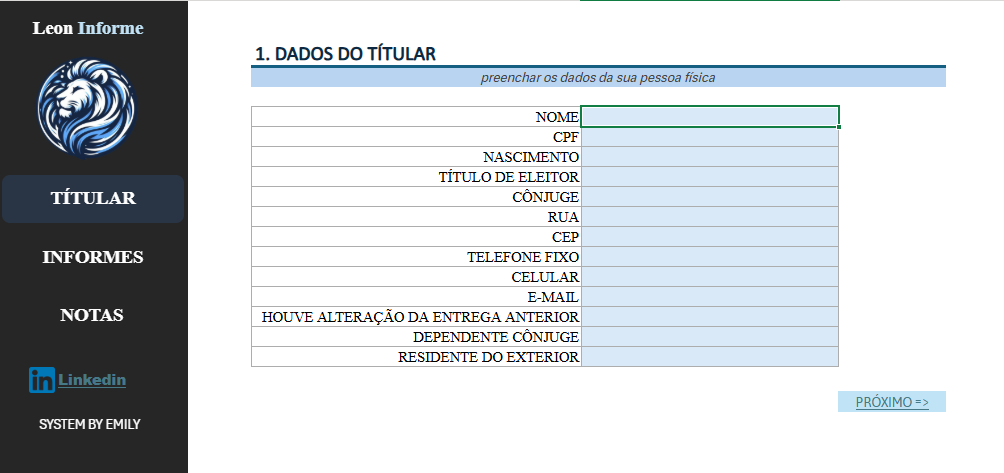 Leon Informe
TÍTULAR
INFORMES
NOTAS
in Linkedin
SYSTEM BY EMILY
1. DADOS DO TÍTULAR
preenchar os dados da sua pessoa física
NOME
CPF
NASCIMENTO
TÍTULO DE ELEITOR
CÔNJUGE
RUA
CEP
TELEFONE FIXO
CELULAR
E-MAIL
HOUVE ALTERAÇÃO DA ENTREGA ANTERIOR
DEPENDENTE CÔNJUGE
RESIDENTE DO EXTERIOR
PRÓXIMO =>